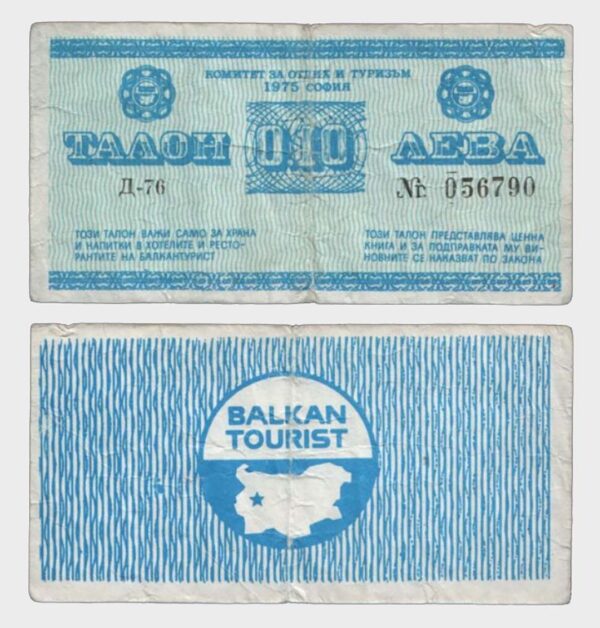 КОМИТЕТ ЗА ОТДИХ И ТУРИЗЪМ
1975 СОФИЯ
ТАЛОН 0.10 ЛЕВА
Д-76
№ 056790
ТОЗИ ТАЛОН ВАЖИ САМО ЗА ХРАНА
И НАПИТКИ В ХОТЕЛИТЕ И РЕСТО-
РАНТИТЕ НА БАЛКАНТУРИСТ
ТОЗИ ТАЛОН ПРЕДСТАВЛЯВА ЦЕННА
КНИГА И ЗА ПОДПРАВКАТА МУ ВИ-
НОВНИТЕ СЕ НАКАЗВАТ ПО ЗАКОНА
BALKAN
TOURIST